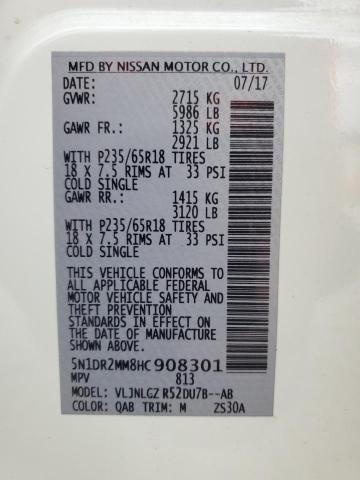 MFD BY NISSAN MOTOR CO., LTD.
DATE: 07/17
GVWR: 2715 KG
5986 LB
GAWR FR.: 1325 KG
2921 LB
WITH P235/65R18 TIRES
18 X 7.5 RIMS AT 33 PSI
COLD SINGLE
GAWR RR.: 1415 KG
3120 LB
WITH P235/65R18 TIRES
18 X 7.5 RIMS AT 33 PSI
COLD SINGLE
THIS VEHICLE CONFORMS TO
ALL APPLICABLE FEDERAL
MOTOR VEHICLE SAFETY AND
THEFT PREVENTION
STANDARDS IN EFFECT ON
THE DATE OF MANUFACTURE
SHOWN ABOVE.
5N1DR2MM8HC908301
MPV 813
MODEL: VLJNLGZ R52DU7B--AB
COLOR: QAB TRIM: M ZS30A